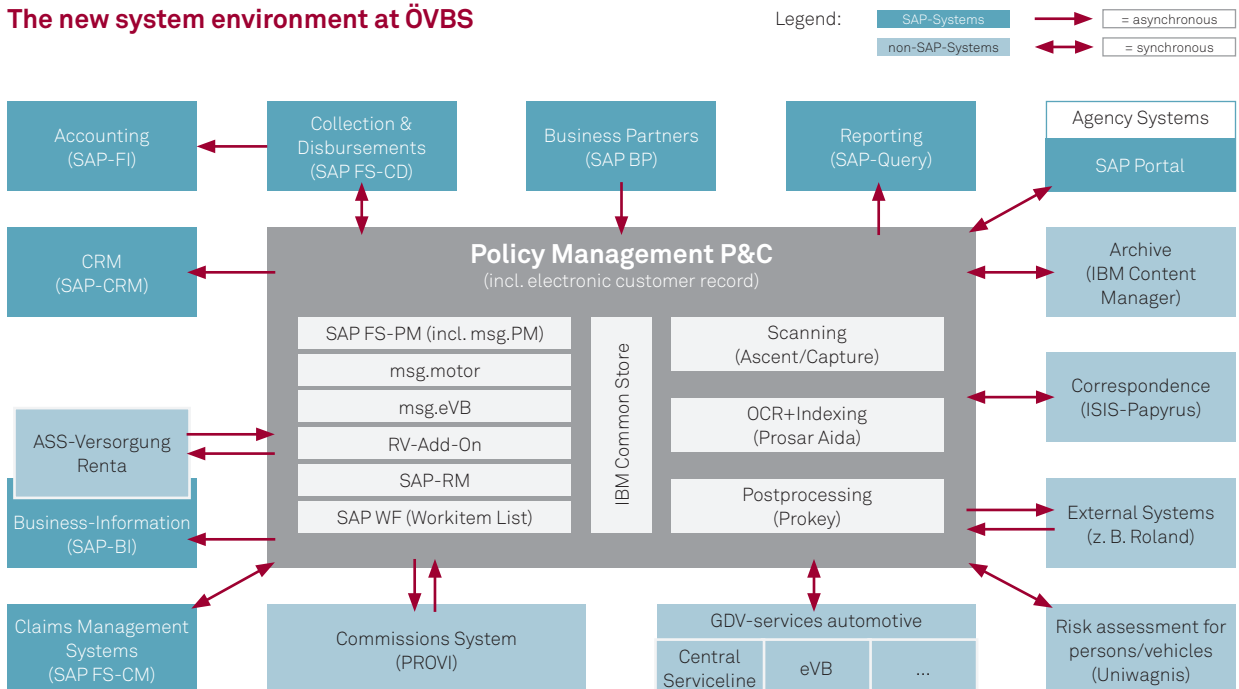 The new system environment at ÖVBS
Legend:
SAP-Systems
= asynchronous
non-SAP-Systems
= synchronous
Accounting
(SAP-FI)
Collection &
Disbursements
(SAP FS-CD)
Business Partners
(SAP BP)
Reporting
(SAP-Query)
Agency Systems
SAP Portal
CRM
(SAP-CRM)
Policy Management P&C
(incl. electronic customer record)
Archive
(IBM Content
Manager)
SAP FS-PM (incl. msg.PM)
msg.motor
msg.eVB
RV-Add-On
SAP-RM
SAP WF (Workitem List)
IBM Common Store
Scanning
(Ascent/Capture)
OCR+Indexing
(Prosar Aida)
Postprocessing
(Prokey)
Correspondence
(ISIS-Papyrus)
ASS-Versorgung
Renta
Business-Information
(SAP-BI)
External Systems
(z. B. Roland)
Claims Management
Systems
(SAP FS-CM)
Commissions System
(PROVI)
GDV-services automotive
Central
Serviceline
eVB
...
Risk assessment for
persons/vehicles
(Uniwagnis)